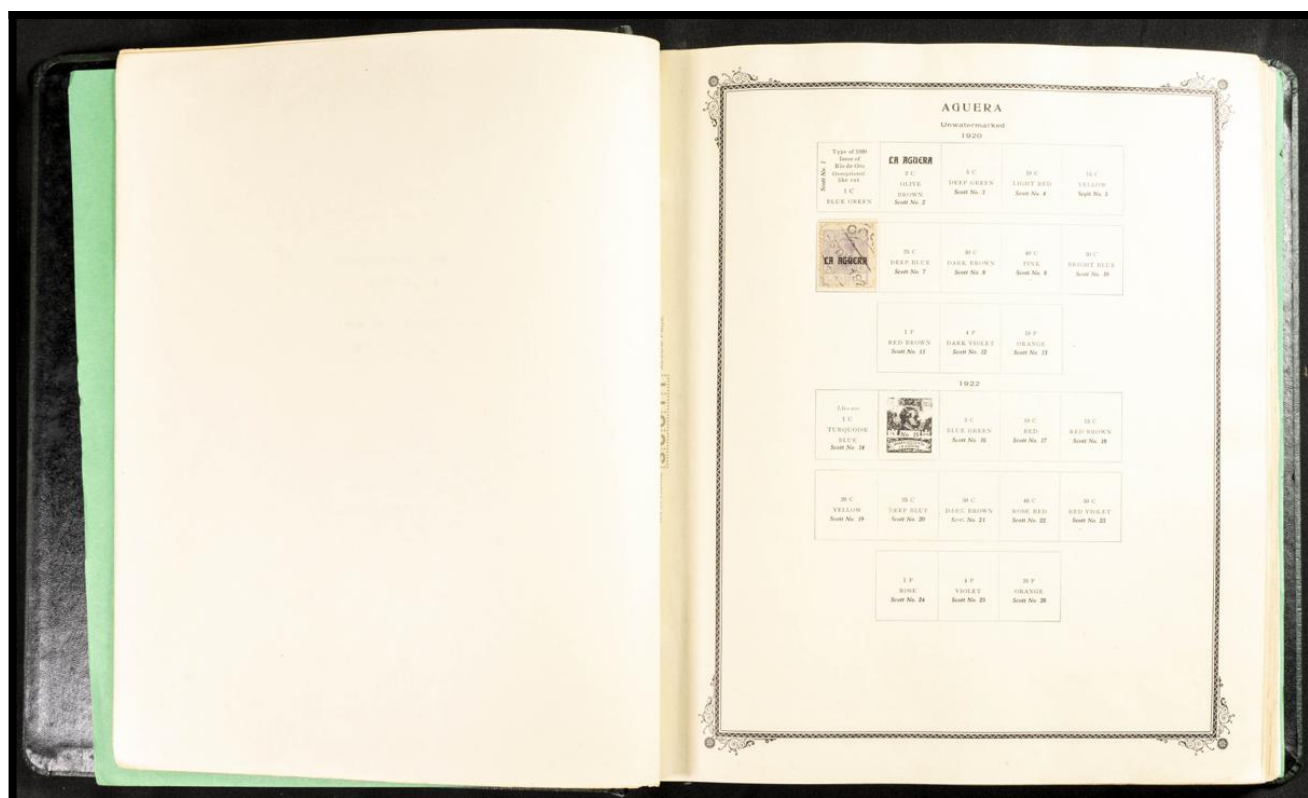 AGUERA
Unwatermarked
1920
Scott No. 1
Type of 1909
Issue of
Rio de Oro
Overprinted
like cut
1 C
BLUE GREEN
LA AGUERA
2 C
OLIVE
BROWN
Scott No. 2
5 C
DEEP GREEN
Scott No. 3
10 C
LIGHT RED
Scott No. 4
15 C
YELLOW
Scott No. 5
LA AGUERA
25 C
DEEP BLUE
Scott No. 7
30 C
DARK BROWN
Scott No. 8
40 C
PINK
Scott No. 9
50 C
BRIGHT BLUE
Scott No. 10
1 P
RED BROWN
Scott No. 11
4 P
DARK VIOLET
Scott No. 12
10 P
ORANGE
Scott No. 13
1922
1 C
TURQUOISE
BLUE
Scott No. 14
5 C
BLUE GREEN
Scott No. 16
10 C
RED
Scott No. 17
15 C
RED BROWN
Scott No. 18
20 C
YELLOW
Scott No. 19
25 C
DEEP BLUE
Scott No. 20
30 C
DARK BROWN
Scott No. 21
40 C
ROSE RED
Scott No. 22
50 C
RED VIOLET
Scott No. 23
1 P
ROSE
Scott No. 24
4 P
VIOLET
Scott No. 25
10 P
ORANGE
Scott No. 26